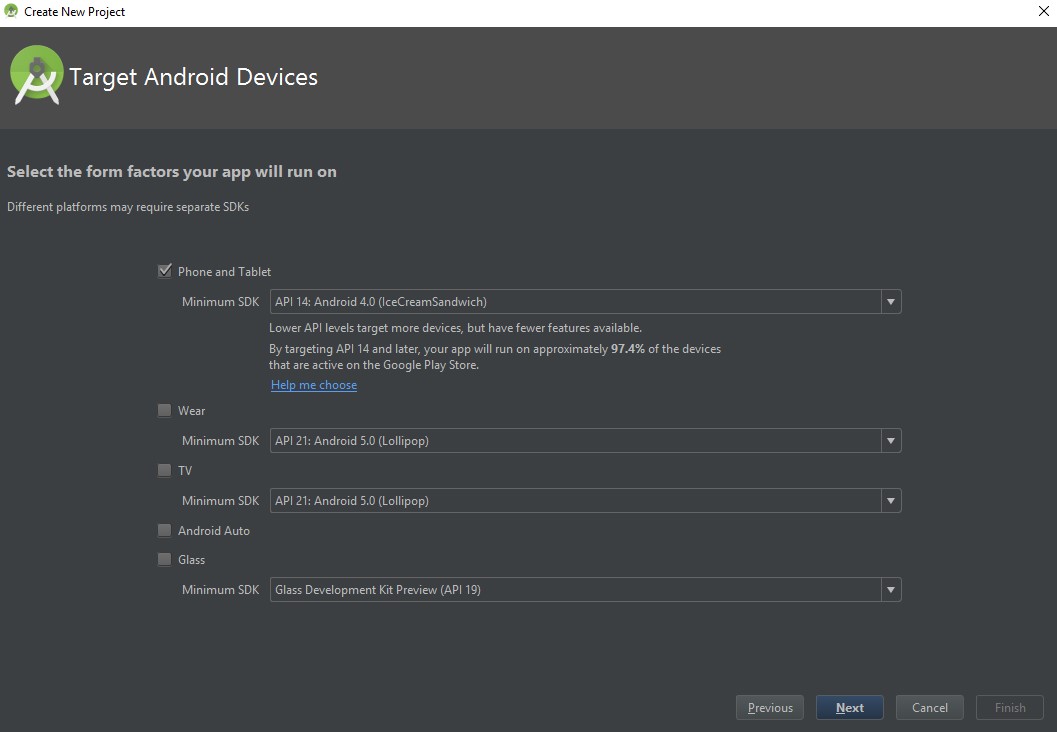 Create New Project
Target Android Devices
Select the form factors your app will run on
Different platforms may require separate SDKs
Phone and Tablet
Minimum SDK API 14: Android 4.0 (IceCreamSandwich)
Lower API levels target more devices, but have fewer features available.
By targeting API 14 and later, your app will run on approximately 97.4% of the devices
that are active on the Google Play Store.
Help me choose
Wear
Minimum SDK API 21: Android 5.0 (Lollipop)
TV
Minimum SDK API 21: Android 5.0 (Lollipop)
Android Auto
Glass
Minimum SDK Glass Development Kit Preview (API 19)
Previous Next Cancel Finish